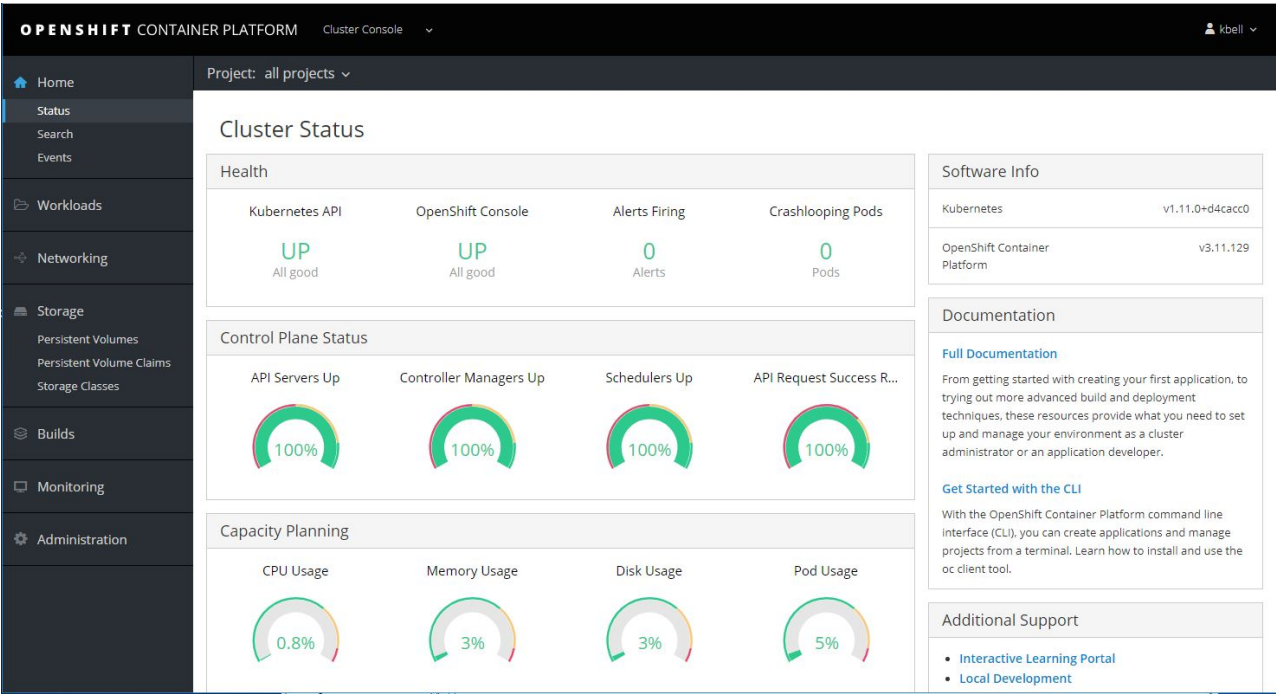 OPENSHIFT CONTAINER PLATFORM Cluster Console kbell
Project: all projects
Home
Status
Search
Events
Workloads
Networking
Storage
Persistent Volumes
Persistent Volume Claims
Storage Classes
Builds
Monitoring
Administration
Cluster Status
Health
Kubernetes API OpenShift Console Alerts Firing Crashlooping Pods
UP UP 0 0
All good All good Alerts Pods
Control Plane Status
API Servers Up Controller Managers Up Schedulers Up API Request Success R...
100% 100% 100% 100%
Capacity Planning
CPU Usage Memory Usage Disk Usage Pod Usage
0.8% 3% 3% 5%
Software Info
Kubernetes v1.11.0+d4cacc0
OpenShift Container v3.11.129
Platform
Documentation
Full Documentation
From getting started with creating your first application, to
trying out more advanced build and deployment
techniques, these resources provide what you need to set
up and manage your environment as a cluster
administrator or an application developer.
Get Started with the CLI
With the OpenShift Container Platform command line
interface (CLI), you can create applications and manage
projects from a terminal. Learn how to install and use the
oc client tool.
Additional Support
• Interactive Learning Portal
• Local Development